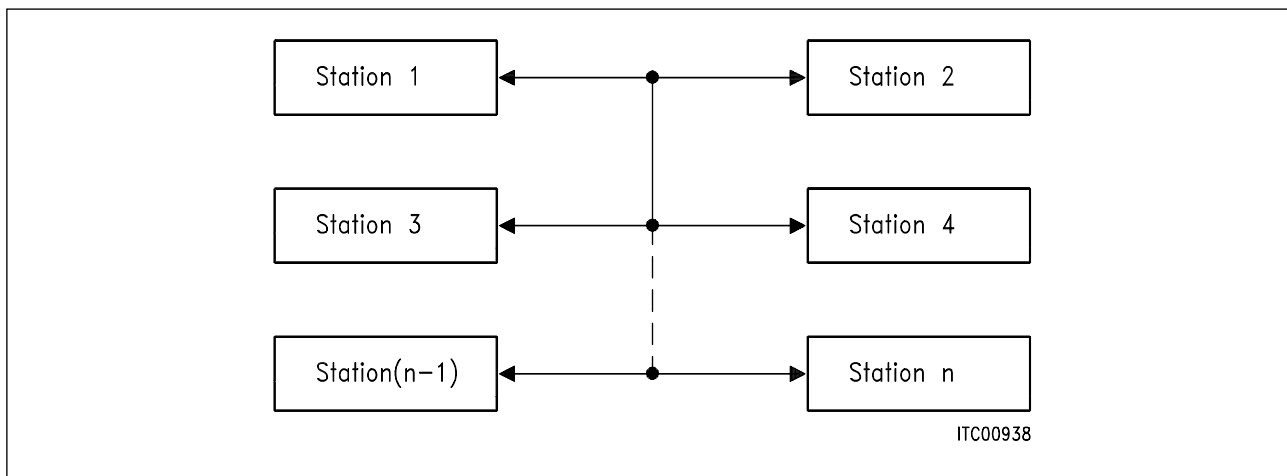 Station 1
Station 2
Station 3
Station 4
Station(n-1)
Station n
ITC00938